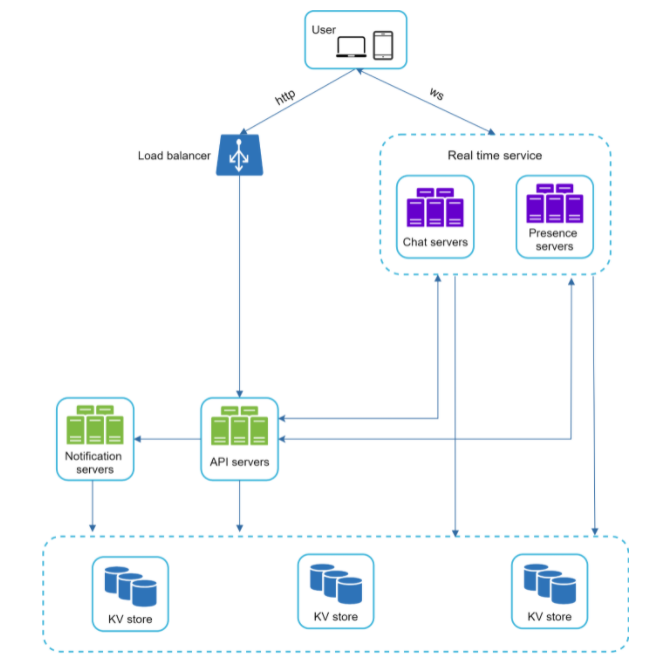 User
http
ws
Load balancer
Real time service
Chat servers
Presence
servers
Notification
servers
API servers
KV store
KV store
KV store